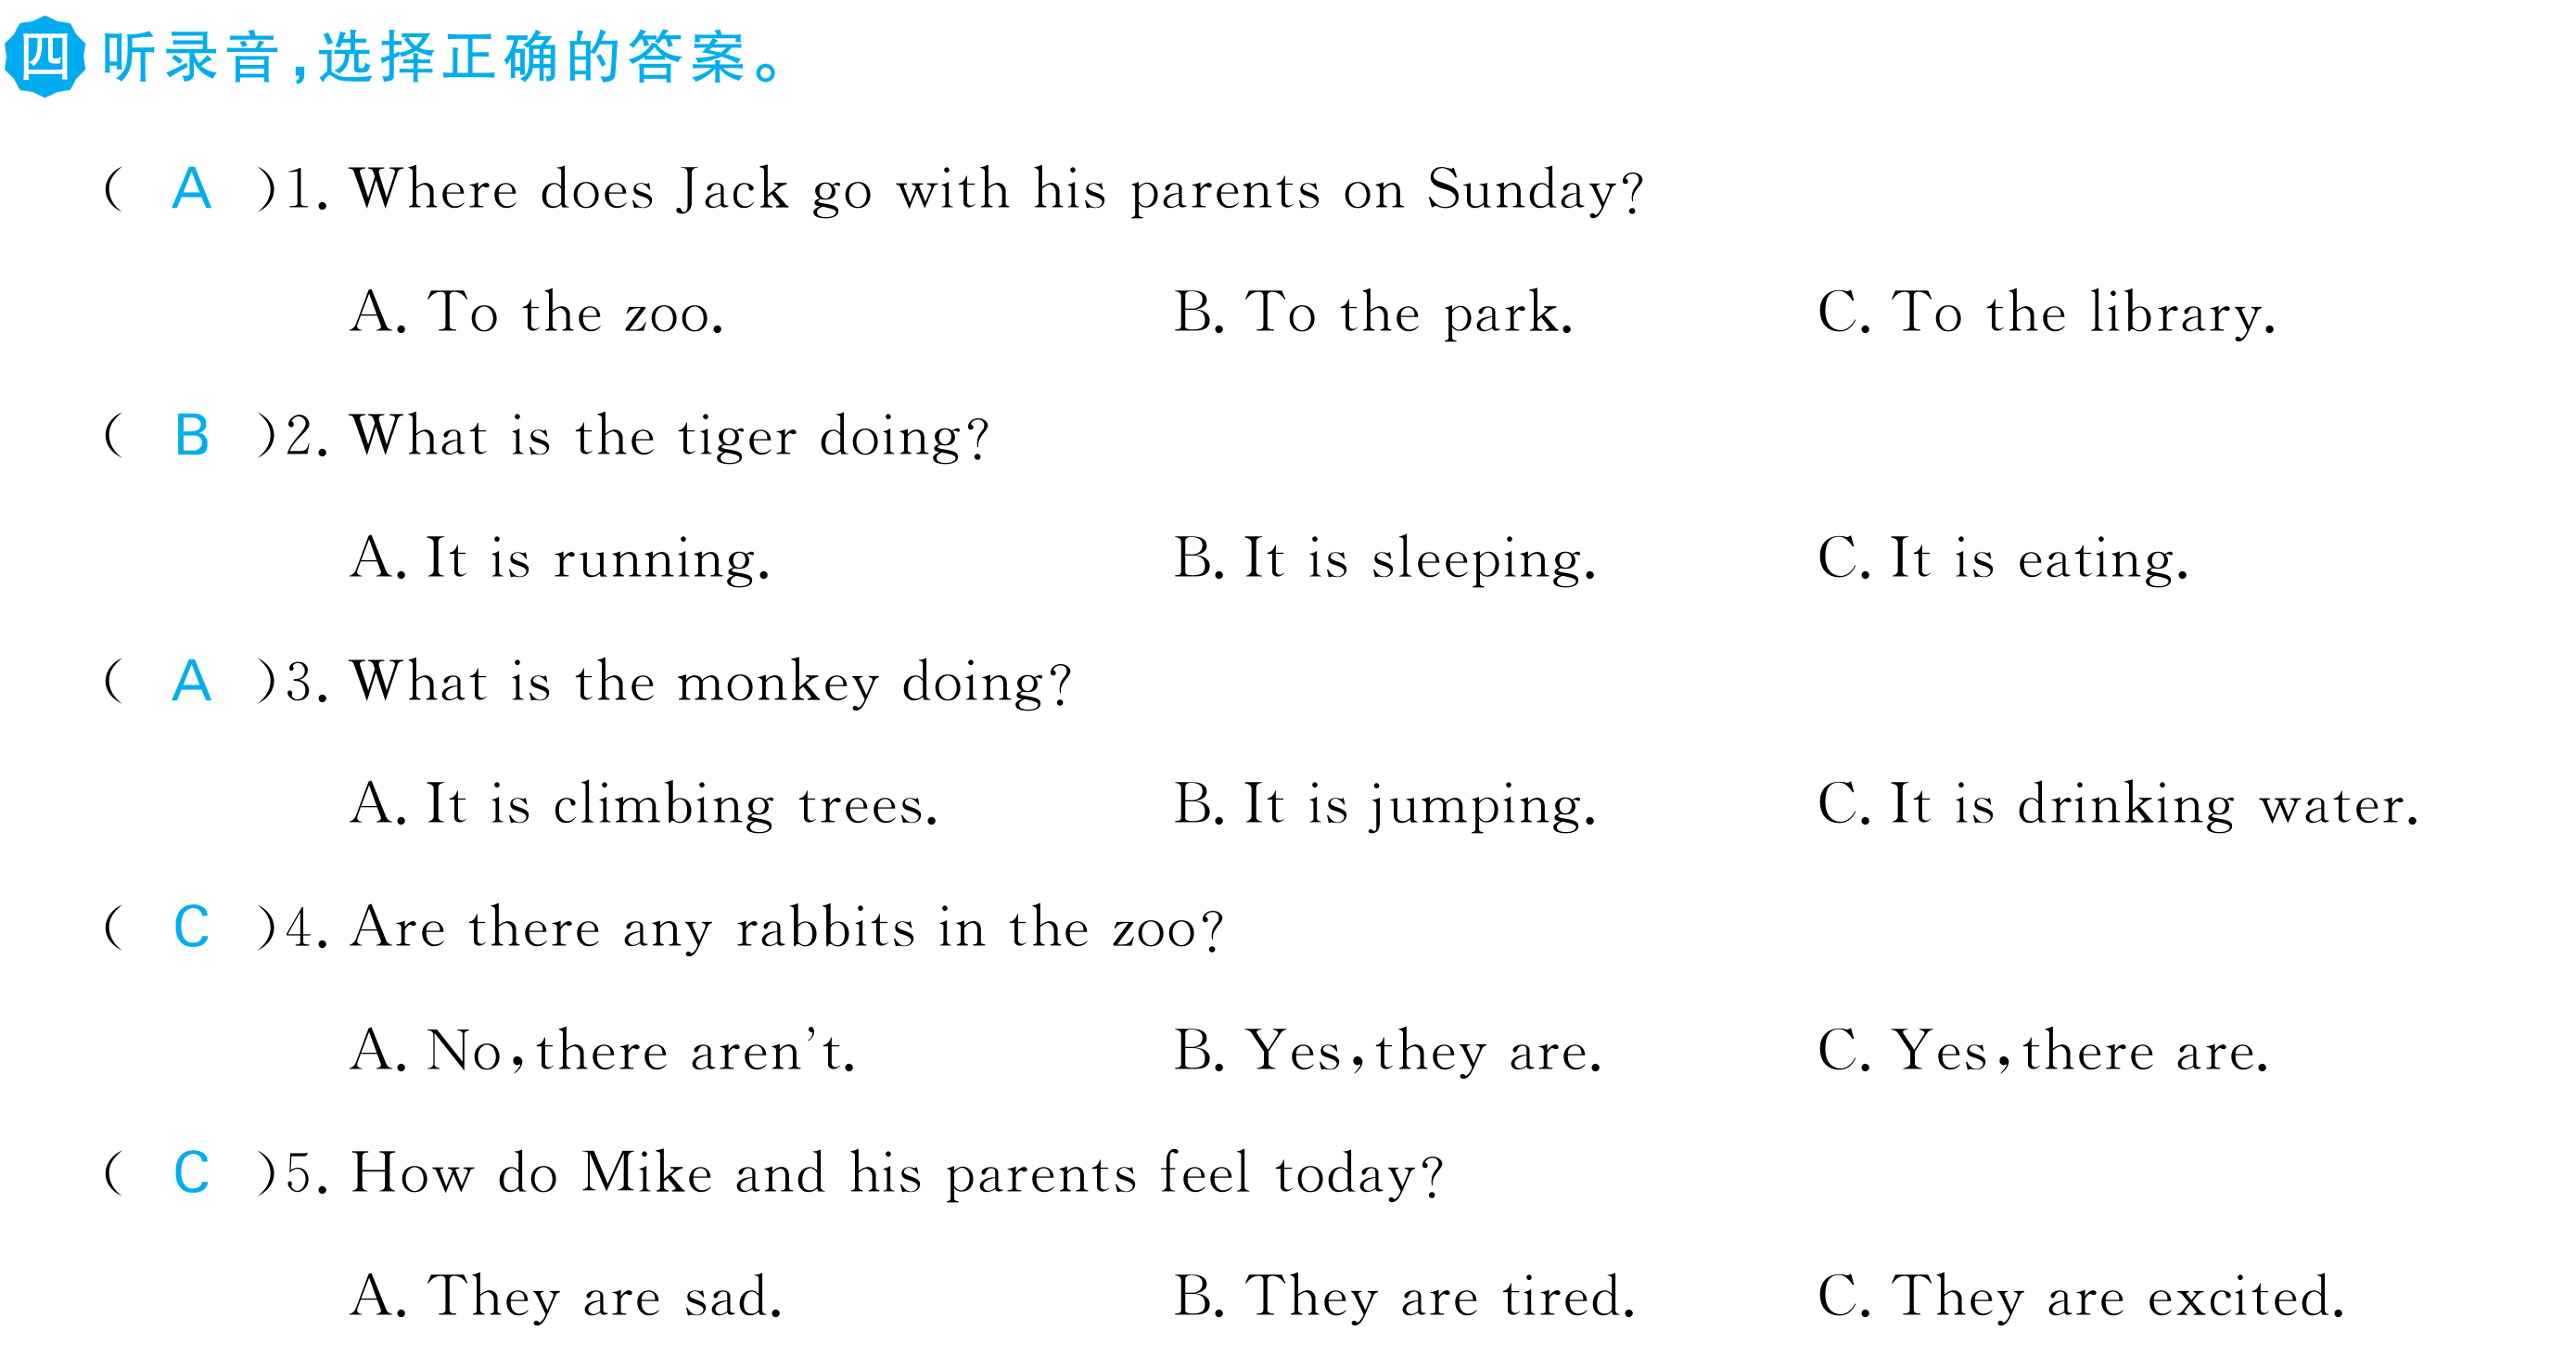 四 听录音,选择正确的答案。
( A )1. Where does Jack go with his parents on Sunday?
A. To the zoo. B. To the park. C. To the library.
( B )2. What is the tiger doing?
A. It is running. B. It is sleeping. C. It is eating.
( A )3. What is the monkey doing?
A. It is climbing trees. B. It is jumping. C. It is drinking water.
( C )4. Are there any rabbits in the zoo?
A. No,there aren't. B. Yes,they are. C. Yes,there are.
( C )5. How do Mike and his parents feel today?
A. They are sad. B. They are tired. C. They are excited.